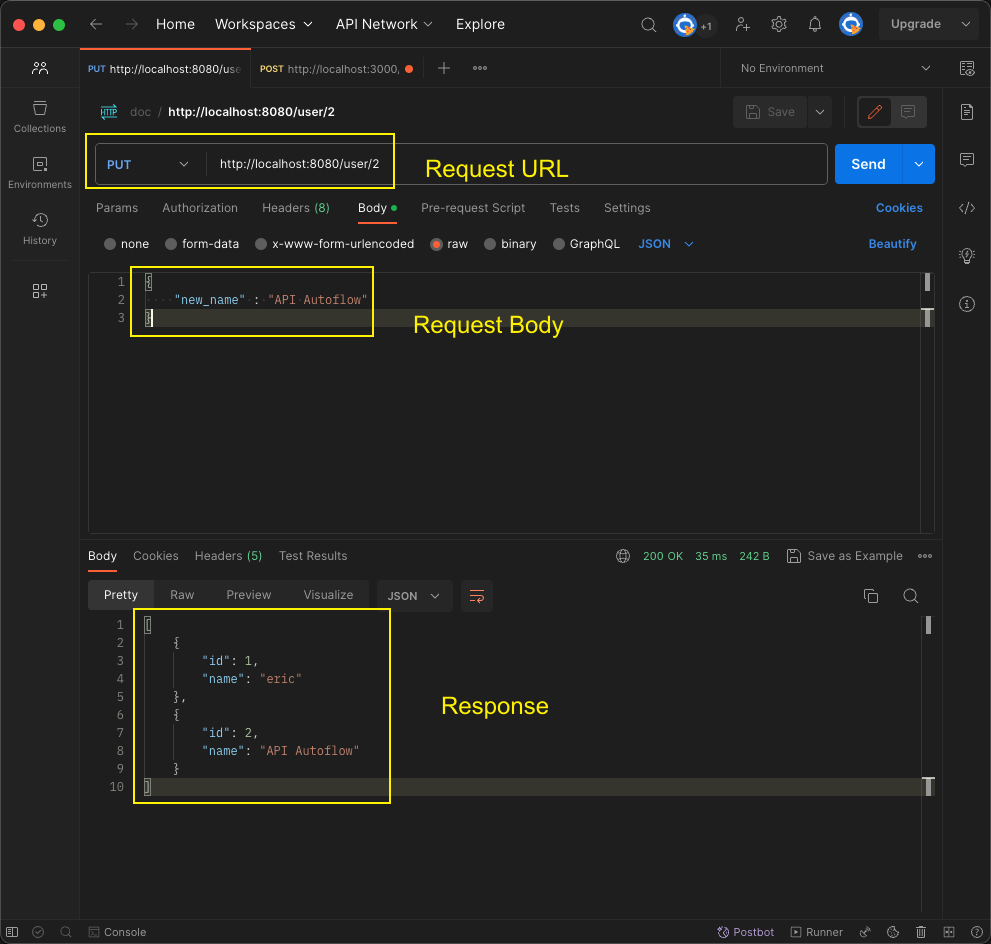 Home Workspaces API Network Explore +1 Upgrade
PUT http://localhost:8080/use POST http://localhost:3000, No Environment
HTTP doc / http://localhost:8080/user/2 Save
PUT http://localhost:8080/user/2 Request URL Send
Collections
Environments
History
Params Authorization Headers (8) Body Pre-request Script Tests Settings Cookies
none form-data x-www-form-urlencoded raw binary GraphQL JSON Beautify
1 {
2 ····"new_name"·:·"API·Autoflow"
3 }
Request Body
Body Cookies Headers (5) Test Results 200 OK 35 ms 242 B Save as Example
Pretty Raw Preview Visualize JSON
1 [
2 {
3 "id": 1,
4 "name": "eric"
5 },
6 {
7 "id": 2,
8 "name": "API Autoflow"
9 }
10 ]
Response
Console Postbot Runner